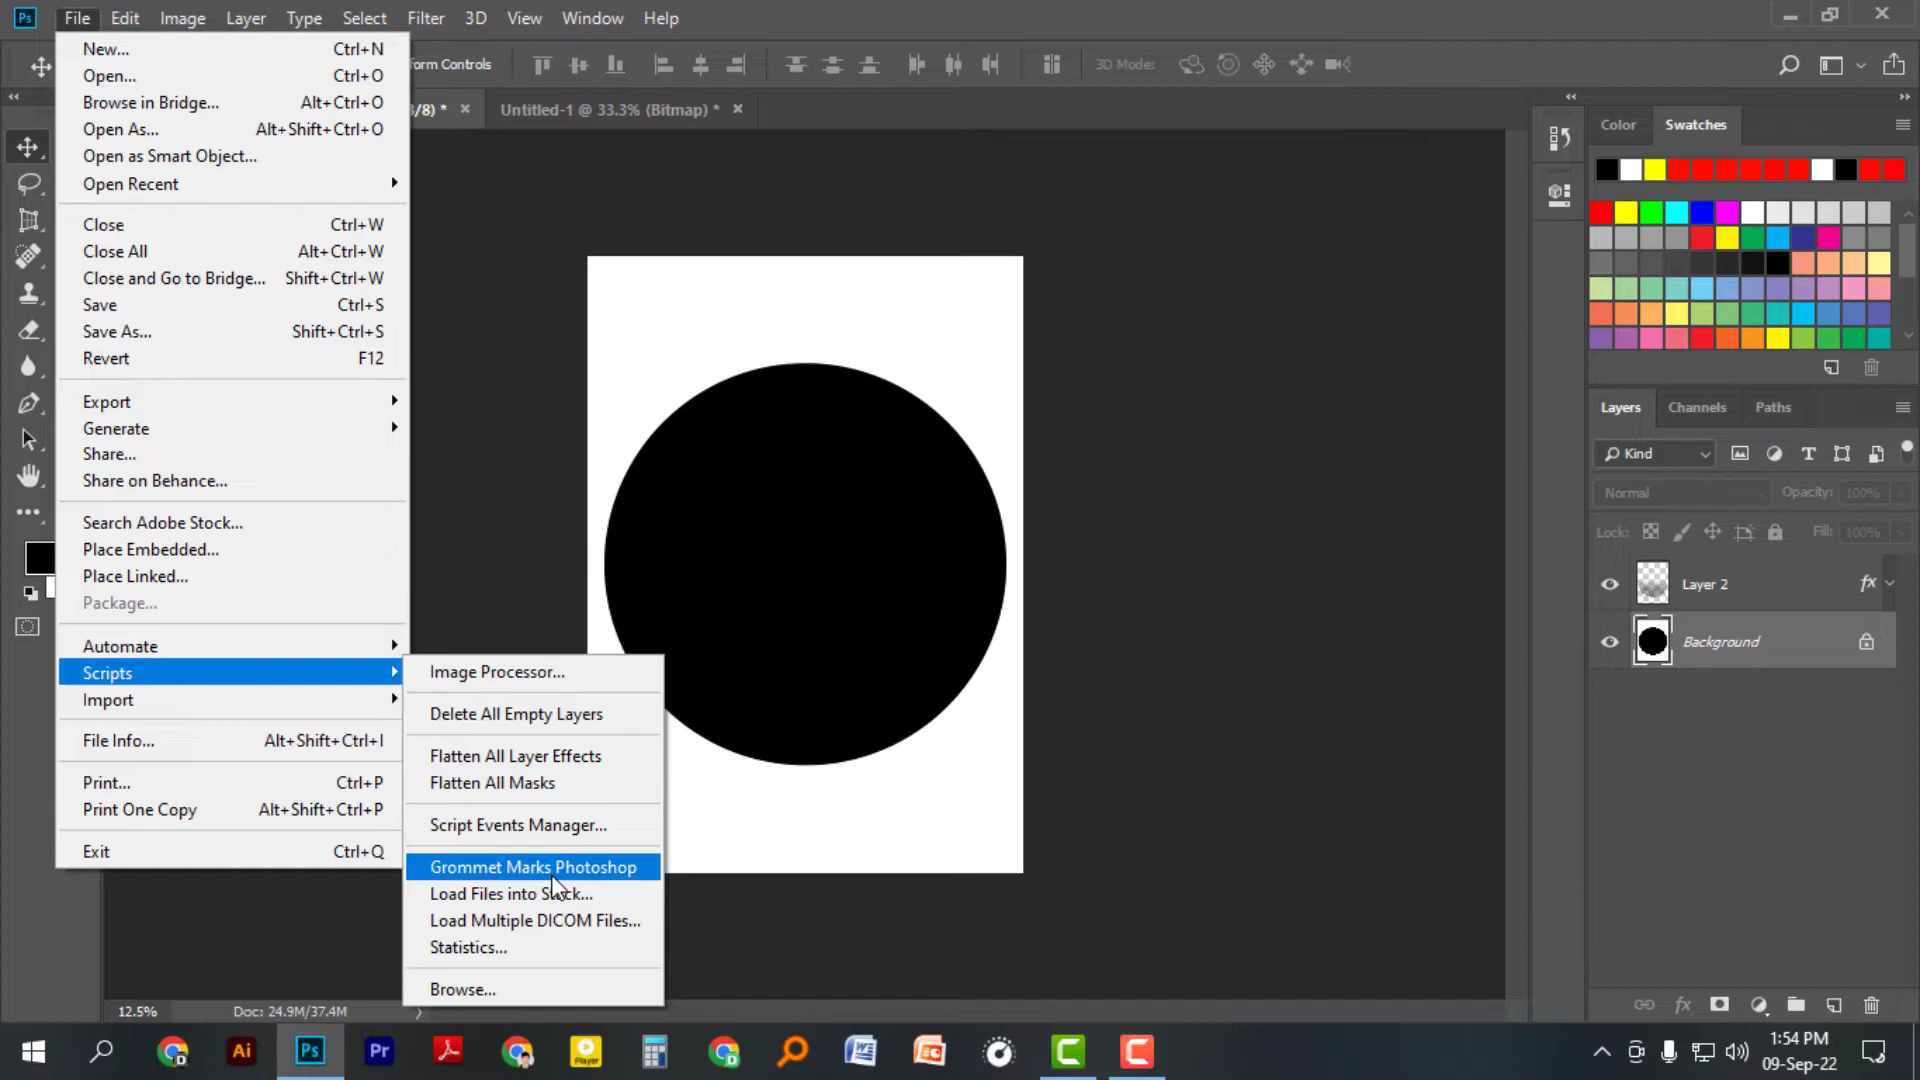 Ps File Edit Image Layer Type Select Filter 3D View Window Help
New... Ctrl+N
Open... Ctrl+O
Browse in Bridge... Alt+Ctrl+O
Open As... Alt+Shift+Ctrl+O
Open as Smart Object...
Open Recent
Close Ctrl+W
Close All Alt+Ctrl+W
Close and Go to Bridge... Shift+Ctrl+W
Save Ctrl+S
Save As... Shift+Ctrl+S
Revert F12
Export
Generate
Share...
Share on Behance...
Search Adobe Stock...
Place Embedded...
Place Linked...
Package...
Automate
Scripts
Import
File Info... Alt+Shift+Ctrl+I
Print... Ctrl+P
Print One Copy Alt+Shift+Ctrl+P
Exit Ctrl+Q
Image Processor...
Delete All Empty Layers
Flatten All Layer Effects
Flatten All Masks
Script Events Manager...
Grommet Marks Photoshop
Load Files into Stack...
Load Multiple DICOM Files...
Statistics...
Browse...
form Controls
3D Mode:
/8) *
Untitled-1 @ 33.3% (Bitmap) *
Color Swatches
Layers Channels Paths
Kind
Normal Opacity: 100%
Lock: Fill: 100%
Layer 2 fx
Background
fx
12.5% Doc: 24.9M/37.4M
Ai Ps Pr Player
1:54 PM
09-Sep-22